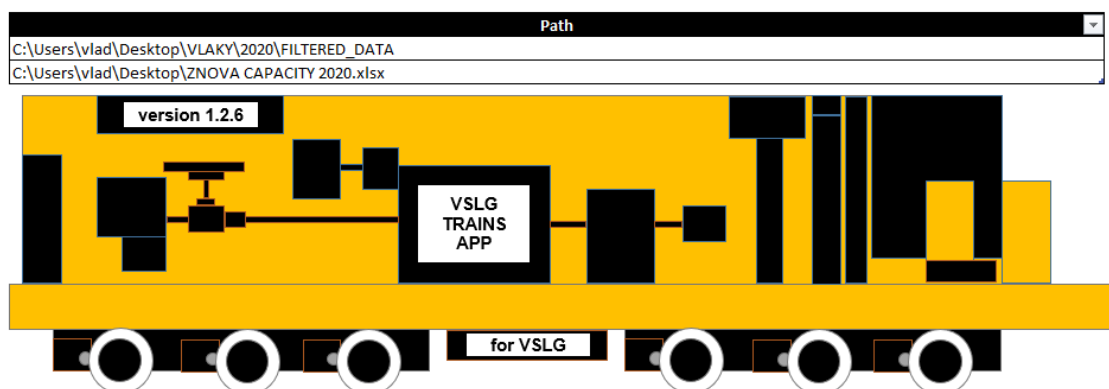 Path
C:\Users\vlad\Desktop\VLAKY\2020\FILTERED_DATA
C:\Users\vlad\Desktop\ZNOVA CAPACITY 2020.xlsx
version 1.2.6
VSLG
TRAINS
APP
for VSLG